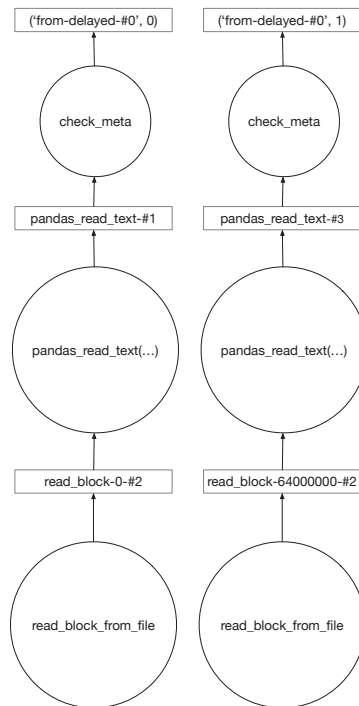 (‘from-delayed-#0’, 0)
(‘from-delayed-#0’, 1)
check_meta
check_meta
pandas_read_text-#1
pandas_read_text-#3
pandas_read_text(…)
pandas_read_text(…)
read_block-0-#2
read_block-64000000-#2
read_block_from_file
read_block_from_file